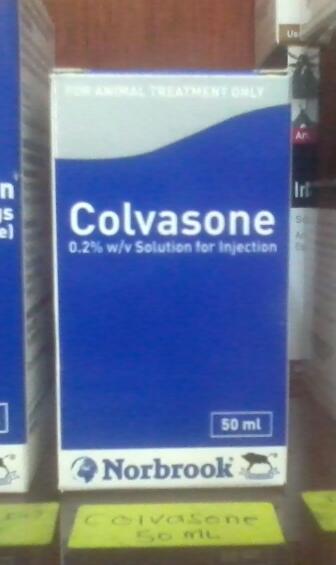 FOR ANIMAL TREATMENT ONLY
Colvasone
0.2% w/v Solution for Injection
50 ml
Norbrook
Colvasone
50 ML